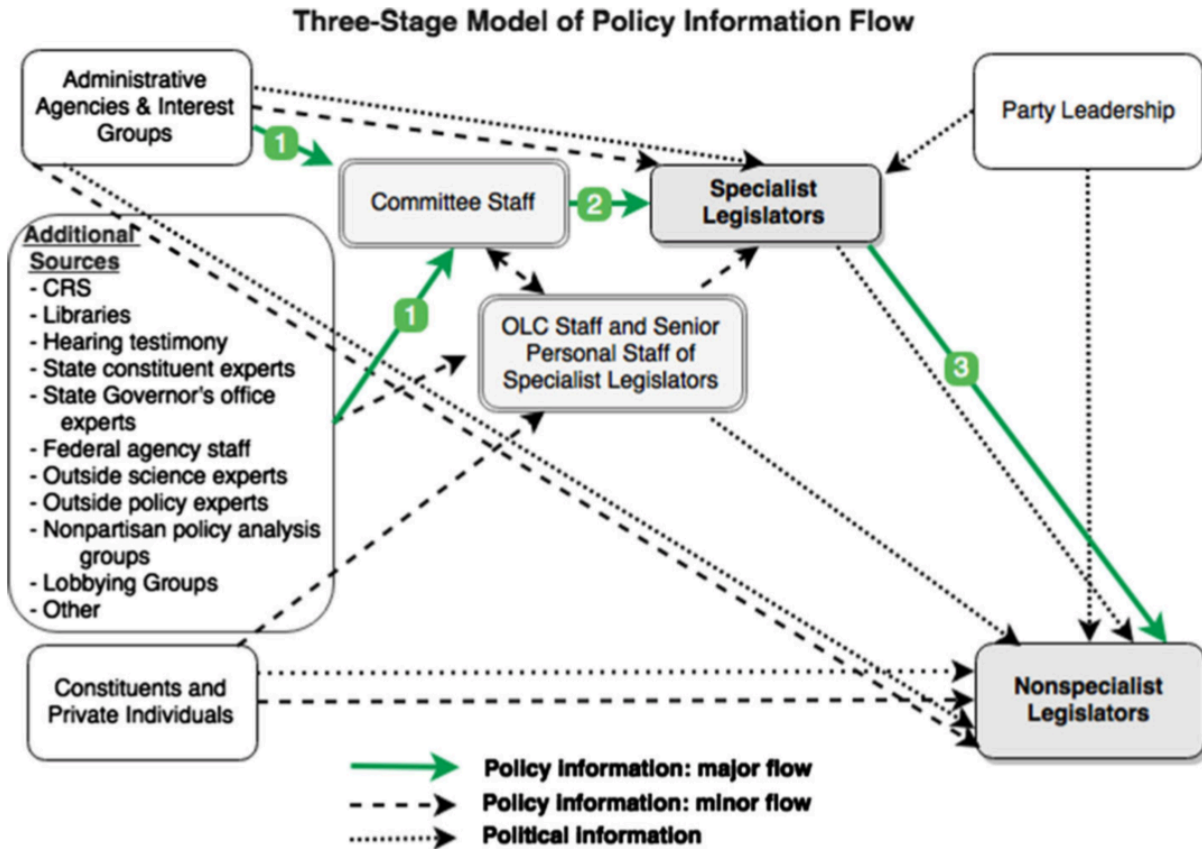 Three-Stage Model of Policy Information Flow
Administrative
Agencies & Interest
Groups
Party Leadership
1
Committee Staff
2
Specialist
Legislators
Additional
Sources
- CRS
- Libraries
- Hearing testimony
- State constituent experts
- State Governor's office
experts
- Federal agency staff
- Outside science experts
- Outside policy experts
- Nonpartisan policy analysis
groups
- Lobbying Groups
- Other
1
OLC Staff and Senior
Personal Staff of
Specialist Legislators
3
Constituents and
Private Individuals
Nonspecialist
Legislators
Policy information: major flow
Policy information: minor flow
Political information